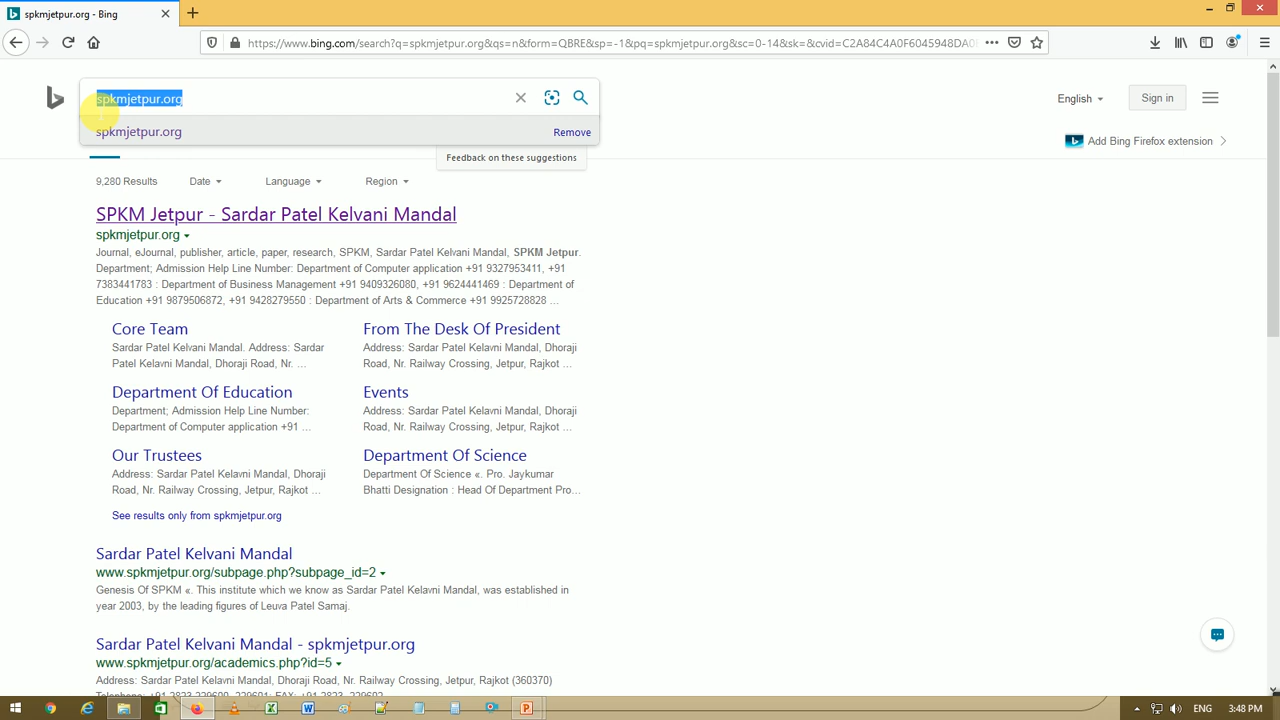 spkmjetpur.org - Bing
https://www.bing.com/search?q=spkmjetpur.org&qs=n&form=QBRE&sp=-1&pq=spkmjetpur.org&sc=0-14&sk=&cvid=C2A84C4A0F6045948DA0
spkmjetpur.org
English
Sign in
spkmjetpur.org
Remove
Add Bing Firefox extension
Feedback on these suggestions
9,280 Results
Date
Language
Region
SPKM Jetpur - Sardar Patel Kelvani Mandal
spkmjetpur.org
Journal, eJournal, publisher, article, paper, research, SPKM, Sardar Patel Kelvani Mandal, SPKM Jetpur.
Department; Admission Help Line Number: Department of Computer application +91 9327953411, +91
7383441783 : Department of Business Management +91 9409326080, +91 9624441469 : Department of
Education +91 9879506872, +91 9428279550 : Department of Arts & Commerce +91 9925728828 ...
Core Team
Sardar Patel Kelavni Mandal. Address: Sardar
Patel Kelavni Mandal, Dhoraji Road, Nr. ...
From The Desk Of President
Address: Sardar Patel Kelavni Mandal, Dhoraji
Road, Nr. Railway Crossing, Jetpur, Rajkot ...
Department Of Education
Department; Admission Help Line Number:
Department of Computer application +91 ...
Events
Address: Sardar Patel Kelavni Mandal, Dhoraji
Road, Nr. Railway Crossing, Jetpur, Rajkot ...
Our Trustees
Address: Sardar Patel Kelavni Mandal, Dhoraji
Road, Nr. Railway Crossing, Jetpur, Rajkot ...
Department Of Science
Department Of Science «. Pro. Jaykumar
Bhatti Designation : Head Of Department Pro...
See results only from spkmjetpur.org
Sardar Patel Kelvani Mandal
www.spkmjetpur.org/subpage.php?subpage_id=2
Genesis Of SPKM «. This institute which we know as Sardar Patel Kelvani Mandal, was established in
year 2003, by the leading figures of Leuva Patel Samaj.
Sardar Patel Kelvani Mandal - spkmjetpur.org
www.spkmjetpur.org/academics.php?id=5
Address: Sardar Patel Kelavni Mandal, Dhoraji Road, Nr. Railway Crossing, Jetpur, Rajkot (360370)
ENG
3:48 PM